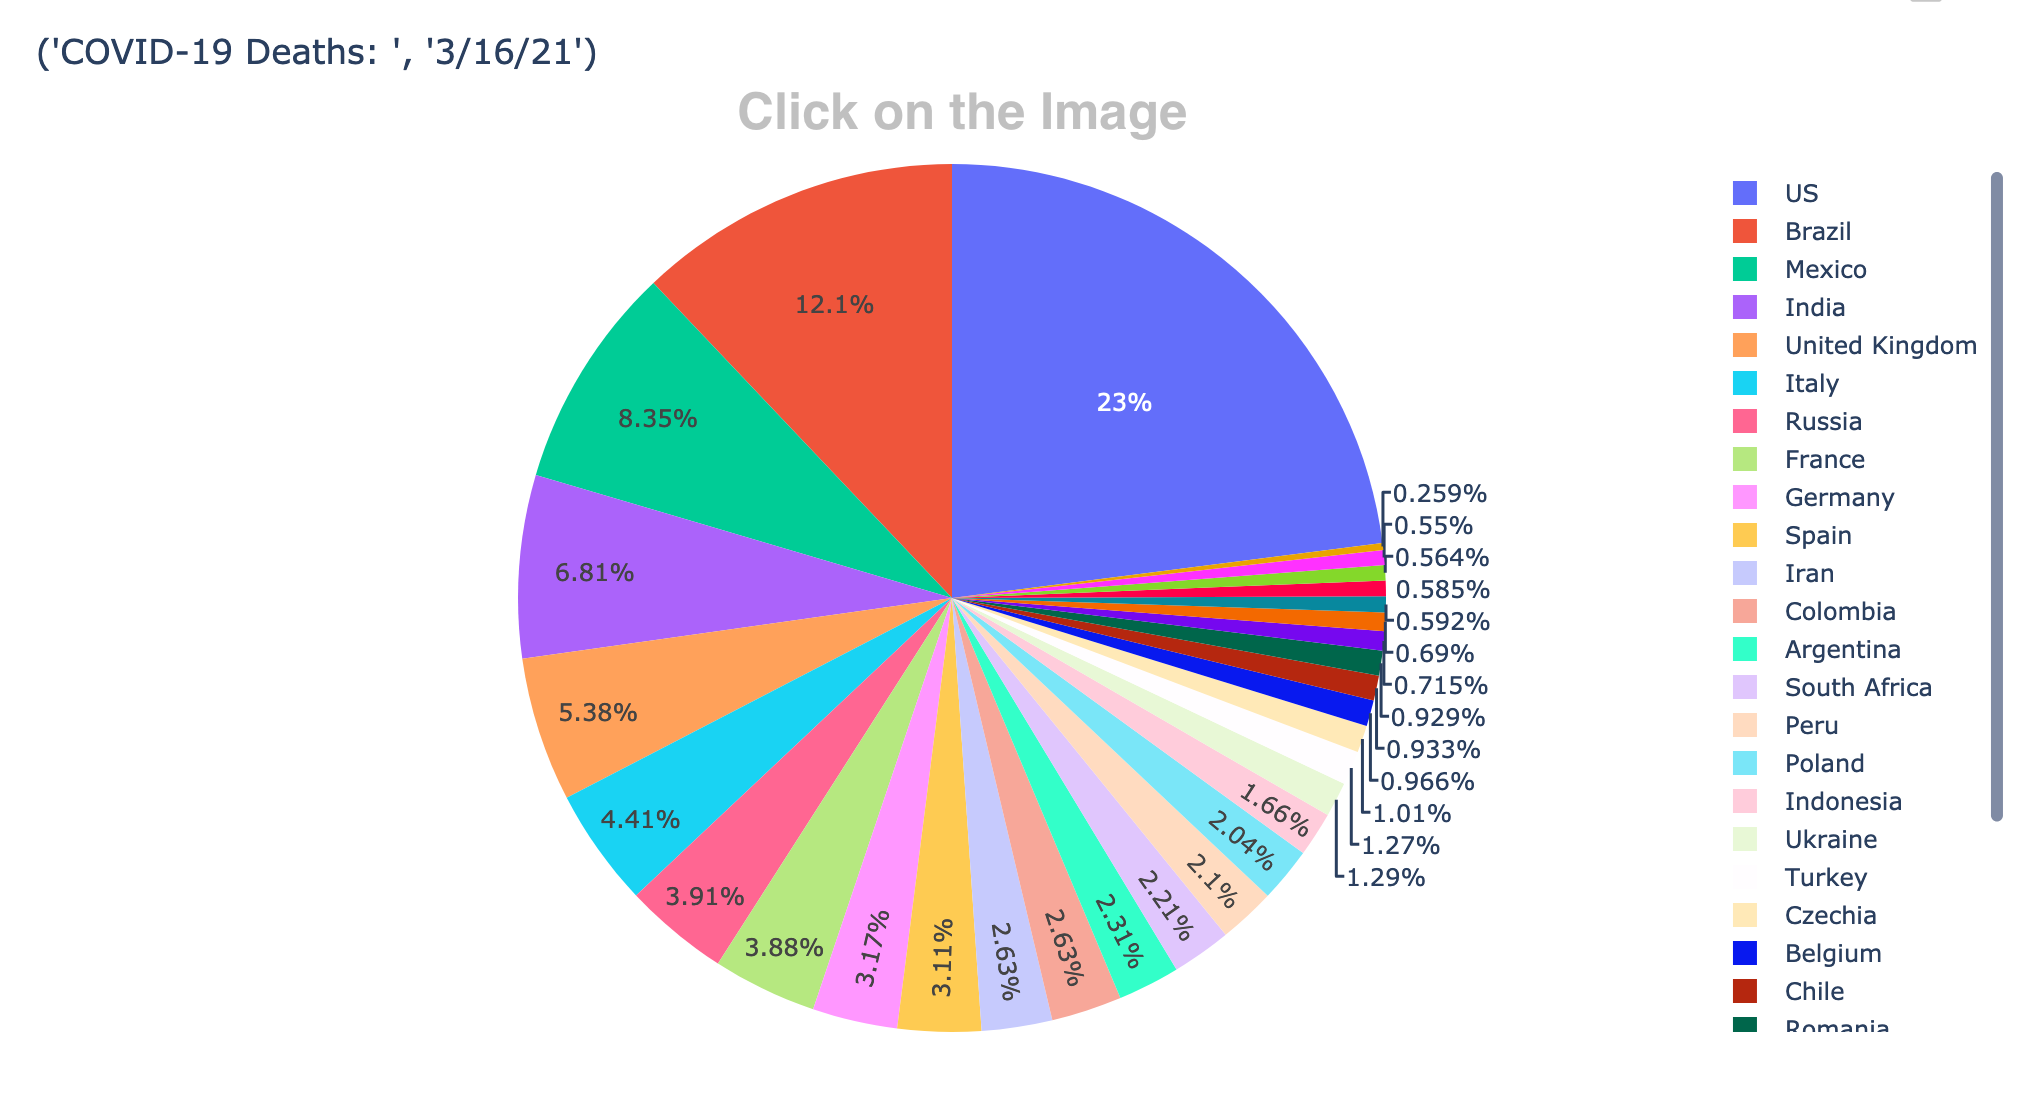 ('COVID-19 Deaths: ', '3/16/21')
Click on the Image
12.1%
23%
8.35%
6.81%
5.38%
4.41%
3.91%
3.88%
3.17%
3.11%
2.63%
2.63%
2.31%
2.21%
2.1%
2.04%
1.66%
0.259%
0.55%
0.564%
0.585%
0.592%
0.69%
0.715%
0.929%
0.933%
0.966%
1.01%
1.27%
1.29%
US
Brazil
Mexico
India
United Kingdom
Italy
Russia
France
Germany
Spain
Iran
Colombia
Argentina
South Africa
Peru
Poland
Indonesia
Ukraine
Turkey
Czechia
Belgium
Chile
Romania